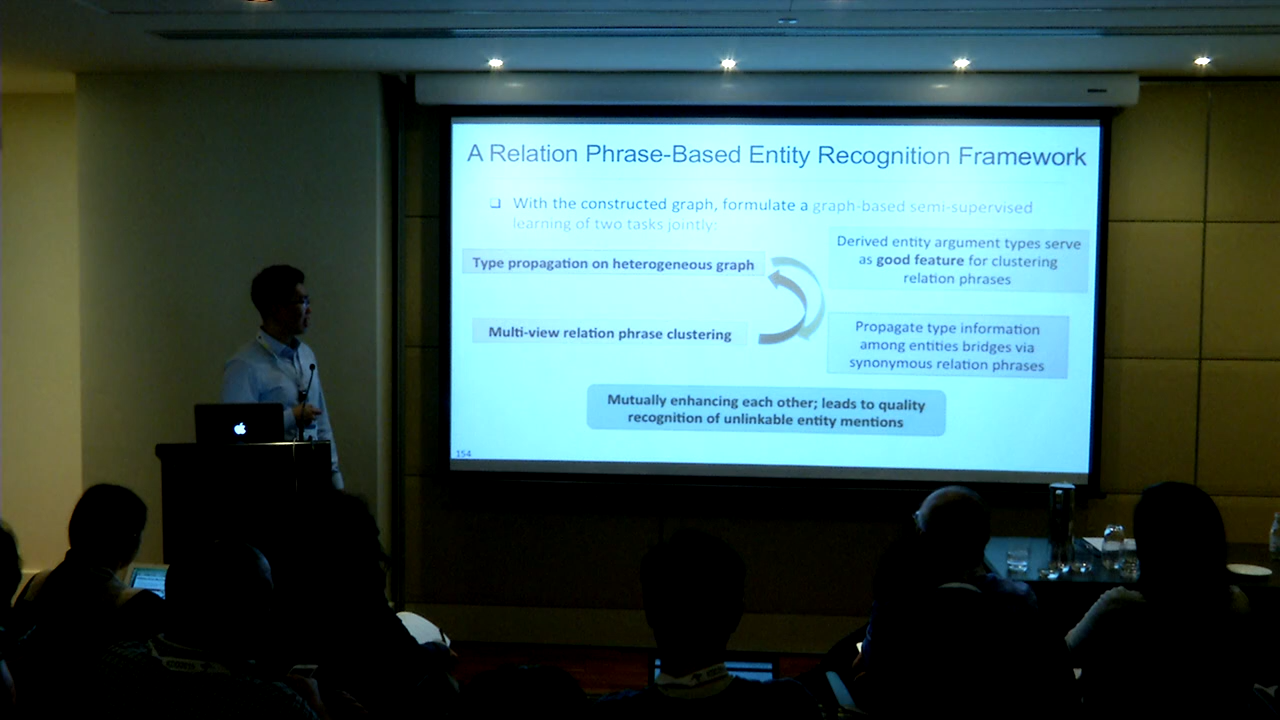 A Relation Phrase-Based Entity Recognition Framework
With the constructed graph, formulate a graph-based semi-supervised
learning of two tasks jointly:
Type propagation on heterogeneous graph
Derived entity argument types serve
as good feature for clustering
relation phrases
Multi-view relation phrase clustering
Propagate type information
among entities bridges via
synonymous relation phrases
Mutually enhancing each other; leads to quality
recognition of unlinkable entity mentions
154